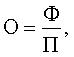 О = Ф/П,